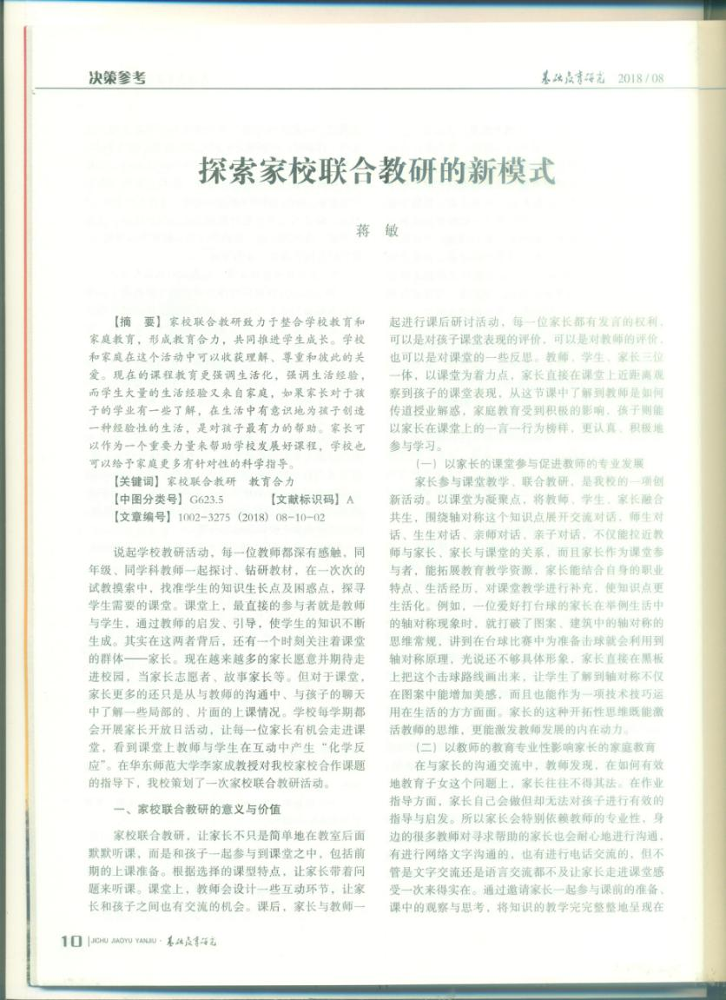 决策参考
基础教育研究 2018/08
探索家校联合教研的新模式
蒋 敏
【摘 要】家校联合教研致力于整合学校教育和
家庭教育，形成教育合力，共同推进学生成长。学校
和家庭在这个活动中可以收获理解、尊重和彼此的关
爱。现在的课程教育更强调生活化，强调生活经验，
而学生大量的生活经验又来自家庭，如果家长对于孩
子的学业有一些了解，在生活中有意识地为孩子创造
一种经验性的生活，是对孩子最有力的帮助。家长可
以作为一个重要力量来帮助学校发展好课程，学校也
可以给予家庭更多有针对性的科学指导。
【关键词】家校联合教研 教育合力
【中图分类号】G623.5 【文献标识码】A
【文章编号】1002-3275（2018）08-10-02
说起学校教研活动，每一位教师都深有感触，同
年级、同学科教师一起探讨、钻研教材，在一次次的
试教摸索中，找准学生的知识生长点及困惑点，探寻
学生需要的课堂。课堂上，最直接的参与者就是教师
与学生，通过教师的启发、引导，使学生的知识不断
生成。其实在这两者背后，还有一个时刻关注着课堂
的群体——家长。现在越来越多的家长愿意并期待走
进校园，当家长志愿者、故事家长等。但对于课堂，
家长更多的还只是从与教师的沟通中、与孩子的聊天
中了解一些局部的、片面的上课情况。学校每学期都
会开展家长开放日活动，让每一位家长有机会走进课
堂，看到课堂上教师与学生在互动中产生“化学反
应”。在华东师范大学李家成教授对我校家校合作课题
的指导下，我校策划了一次家校联合教研活动。
一、家校联合教研的意义与价值
家校联合教研，让家长不只是简单地在教室后面
默默听课，而是和孩子一起参与到课堂之中，包括前
期的上课准备。根据选择的课型特点，让家长带着问
题来听课。课堂上，教师会设计一些互动环节，让家
长和孩子之间也有交流的机会。课后，家长与教师一
起进行课后研讨活动，每一位家长都有发言的权利，
可以是对孩子课堂表现的评价，可以是对教师的评价，
也可以是对课堂的一些反思。教师、学生、家长三位
一体，以课堂为着力点，家长直接在课堂上近距离观
察到孩子的课堂表现，从这节课中了解到教师是如何
传道授业解惑，家庭教育受到积极的影响，孩子则能
以家长在课堂上的一言一行为榜样，更认真、积极地
参与学习。
（一）以家长的课堂参与促进教师的专业发展
家长参与课堂教学、联合教研，是我校的一项创
新活动。以课堂为凝聚点，将教师、学生、家长融合
共生，围绕轴对称这个知识点展开交流对话，师生对
话、生生对话、亲师对话、亲子对话，不仅能拉近教
师与家长、家长与课堂的关系，而且家长作为课堂参
与者，能拓展教育教学资源，家长能结合自身的职业
特点、生活经历，对课堂教学进行补充，使知识点更
生活化。例如，一位爱好打台球的家长在举例生活中
的轴对称现象时，就打破了图案、建筑中的轴对称的
思维常规，讲到在台球比赛中为准备击球就会利用到
轴对称原理，光说还不够具体形象，家长直接在黑板
上把这个击球路线画出来，让学生了解到轴对称不仅
在图案中能增加美感，而且也能作为一项技术技巧运
用在生活的方方面面。家长的这种开拓性思维既能激
活教师的思维，更能激发教师发展的内在动力。
（二）以教师的教育专业性影响家长的家庭教育
在与家长的沟通交流中，教师发现，在如何有效
地教育子女这个问题上，家长往往不得其法。在作业
指导方面，家长自己会做但却无法对孩子进行有效的
指导与启发。所以家长会特别依赖教师的专业性，身
边的很多教师对寻求帮助的家长也会耐心地进行沟通，
有进行网络文字沟通的，也有进行电话交流的，但不
管是文字交流还是语言交流都不及让家长走进课堂感
受一次来得实在。通过邀请家长一起参与课前的准备、
课中的观察与思考，将知识的教学完完整整地呈现在
10 JICHU JIAOYU YANJIU · 基础教育研究